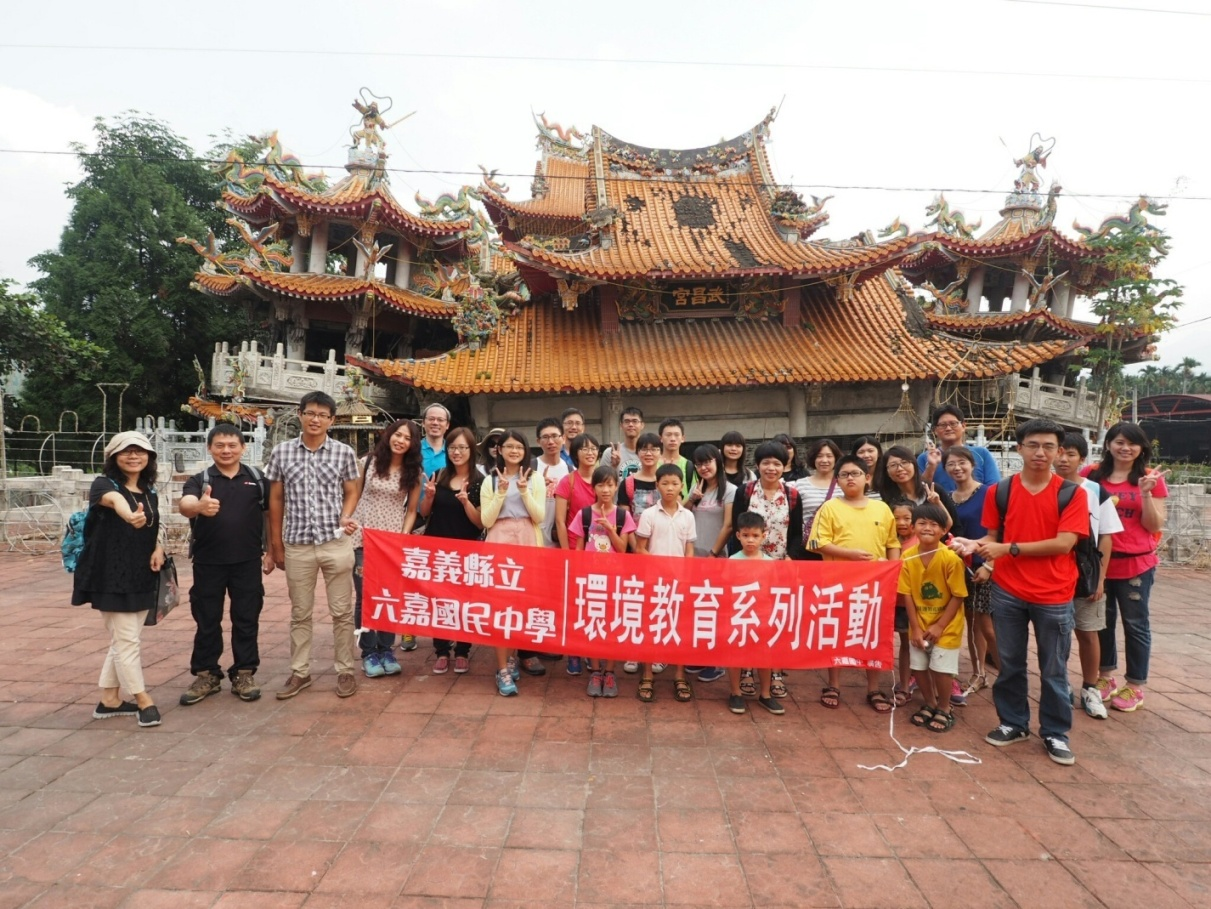 武昌宮
嘉義縣立
六嘉國民中學
環境教育系列活動